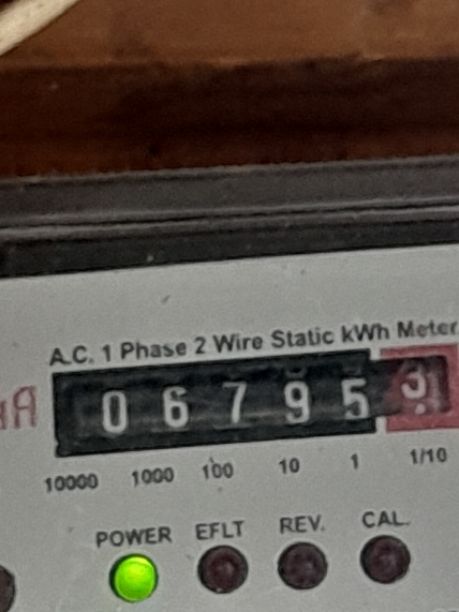 A.C. 1 Phase 2 Wire Static kWh Meter
0 6 7 9 5 3
10000 1000 100 10 1 1/10
POWER EFLT REV. CAL.